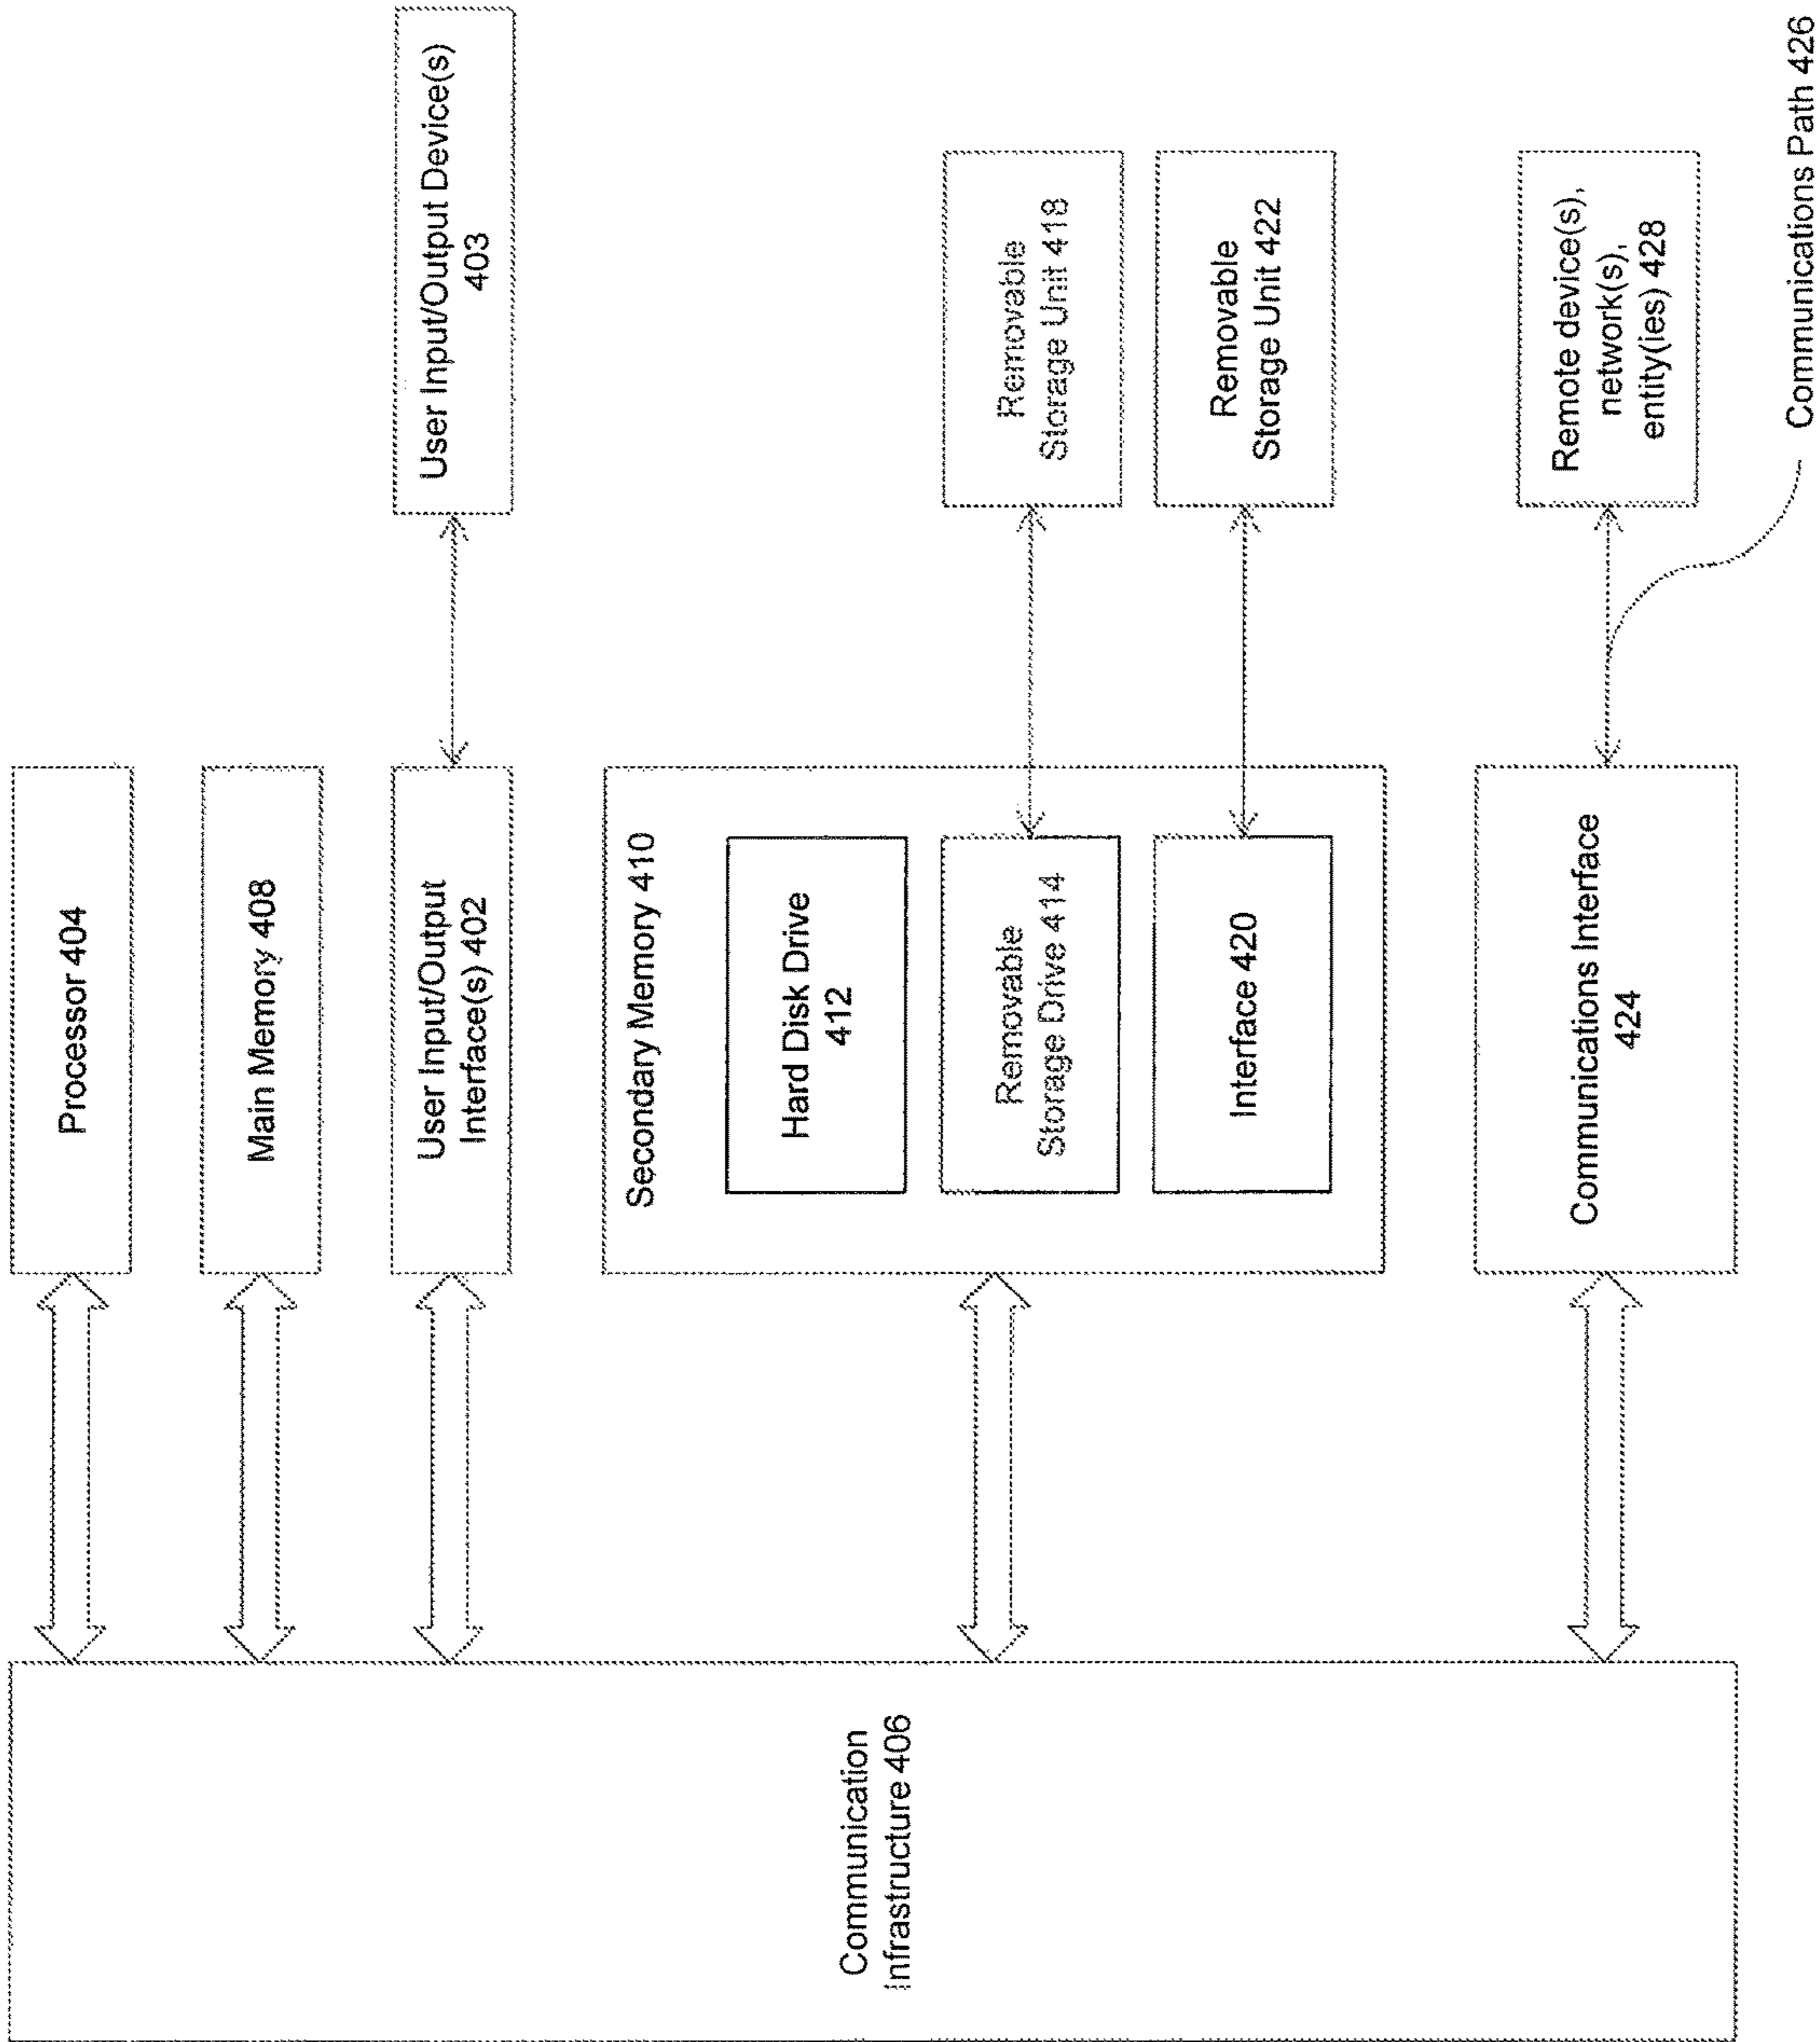 Processor 404
Main Memory 408
User Input/Output
Interface(s) 402
User Input/Output Device(s)
403
Secondary Memory 410
Hard Disk Drive
412
Removable
Storage Drive 414
Removable
Storage Unit 418
Interface 420
Removable
Storage Unit 422
Communications Interface
424
Remote device(s),
network(s),
entity(ies) 428
Communications Path 426
Communication
Infrastructure 406